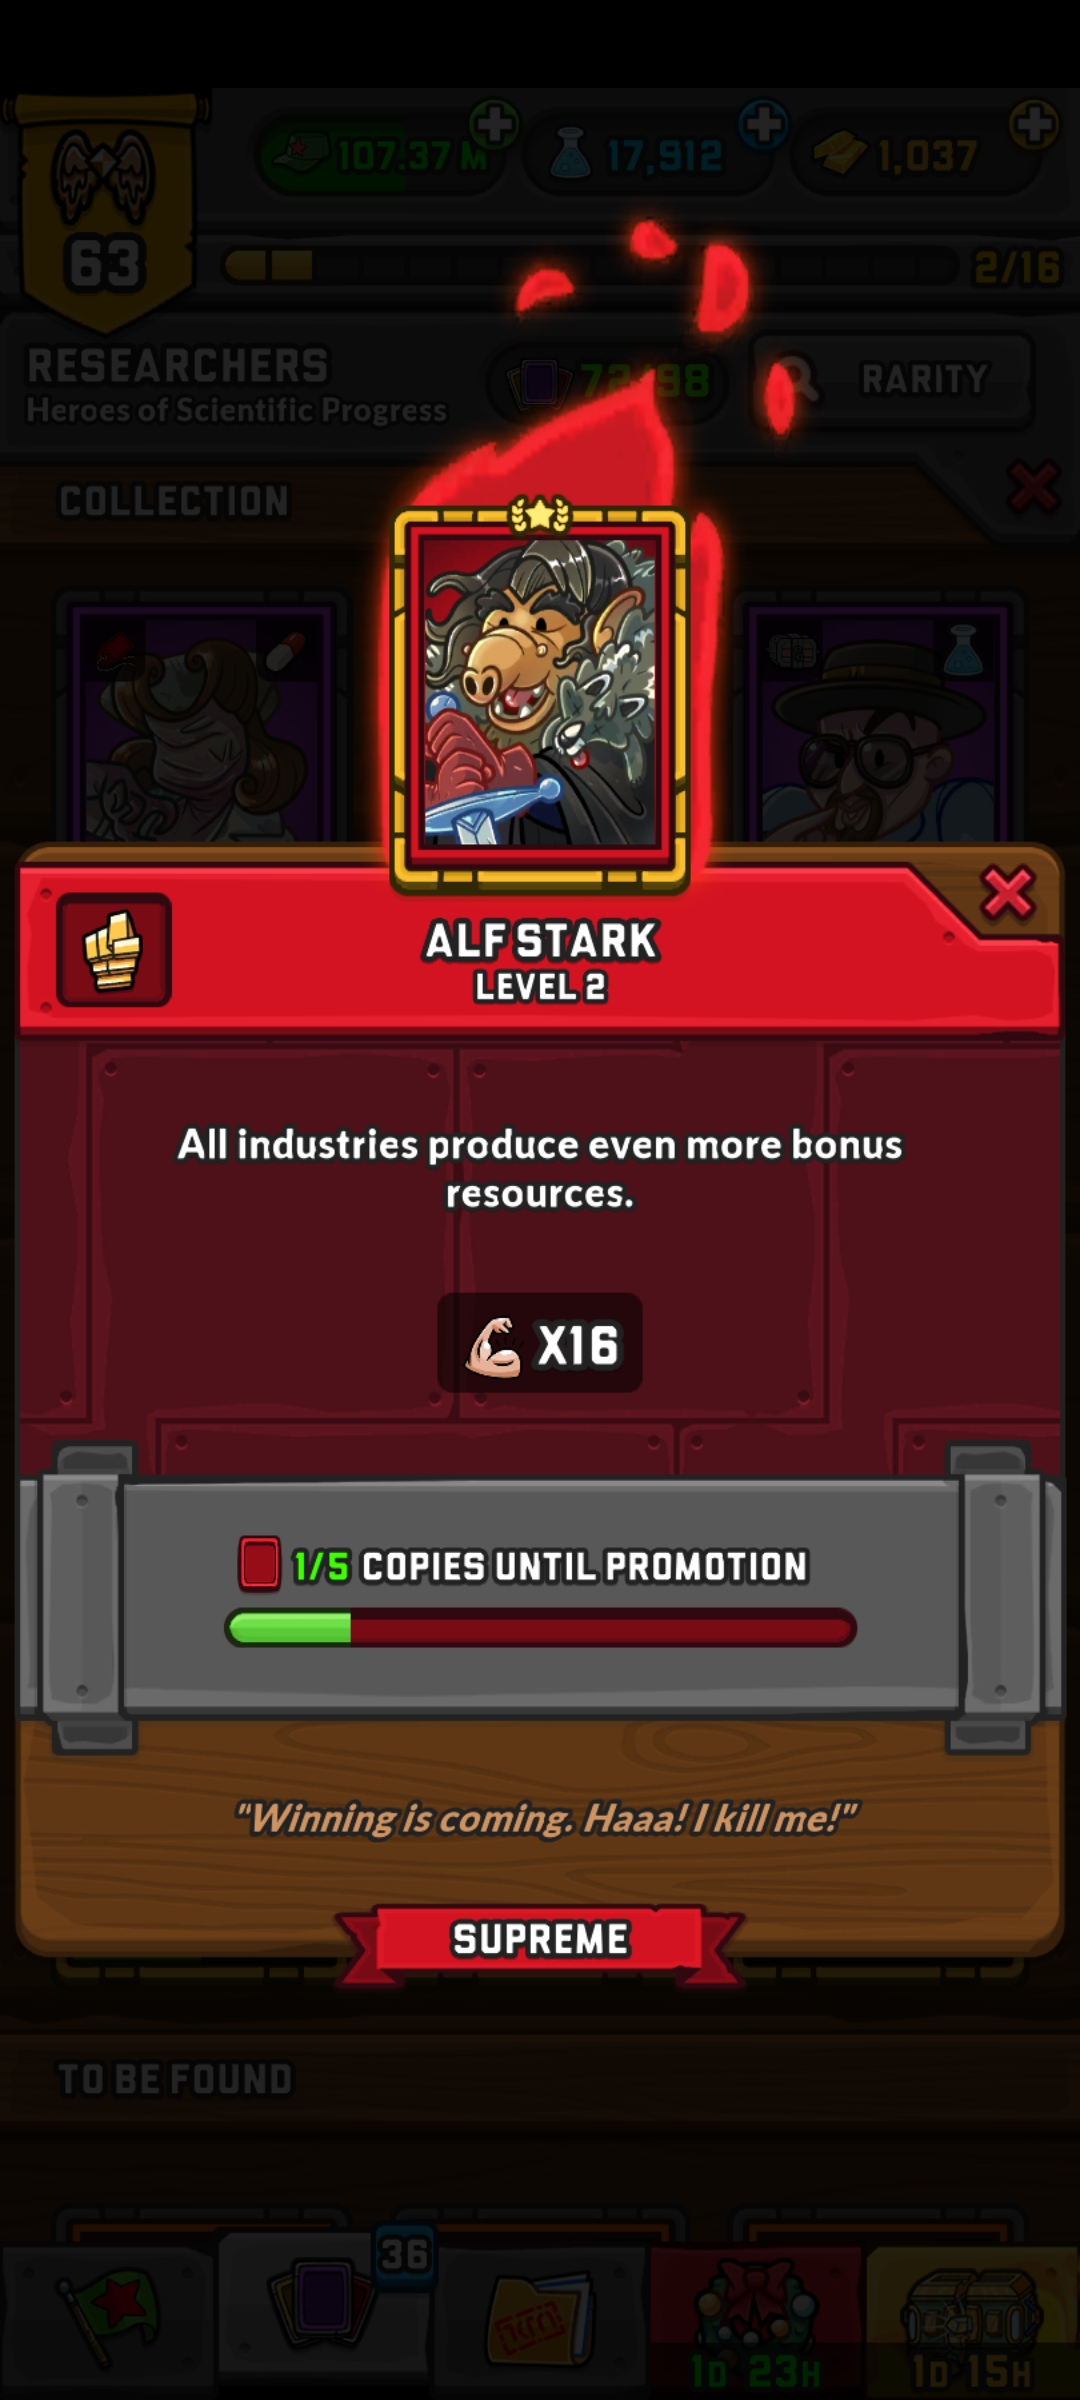 107.37 M
17,912
1,037
63
2/16
RESEARCHERS
Heroes of Scientific Progress
72/98
RARITY
COLLECTION
ALF STARK
LEVEL 2
All industries produce even more bonus
resources.
X16
1/5 COPIES UNTIL PROMOTION
"Winning is coming. Haaa! I kill me!"
SUPREME
TO BE FOUND
36
1D 23H
1D 15H